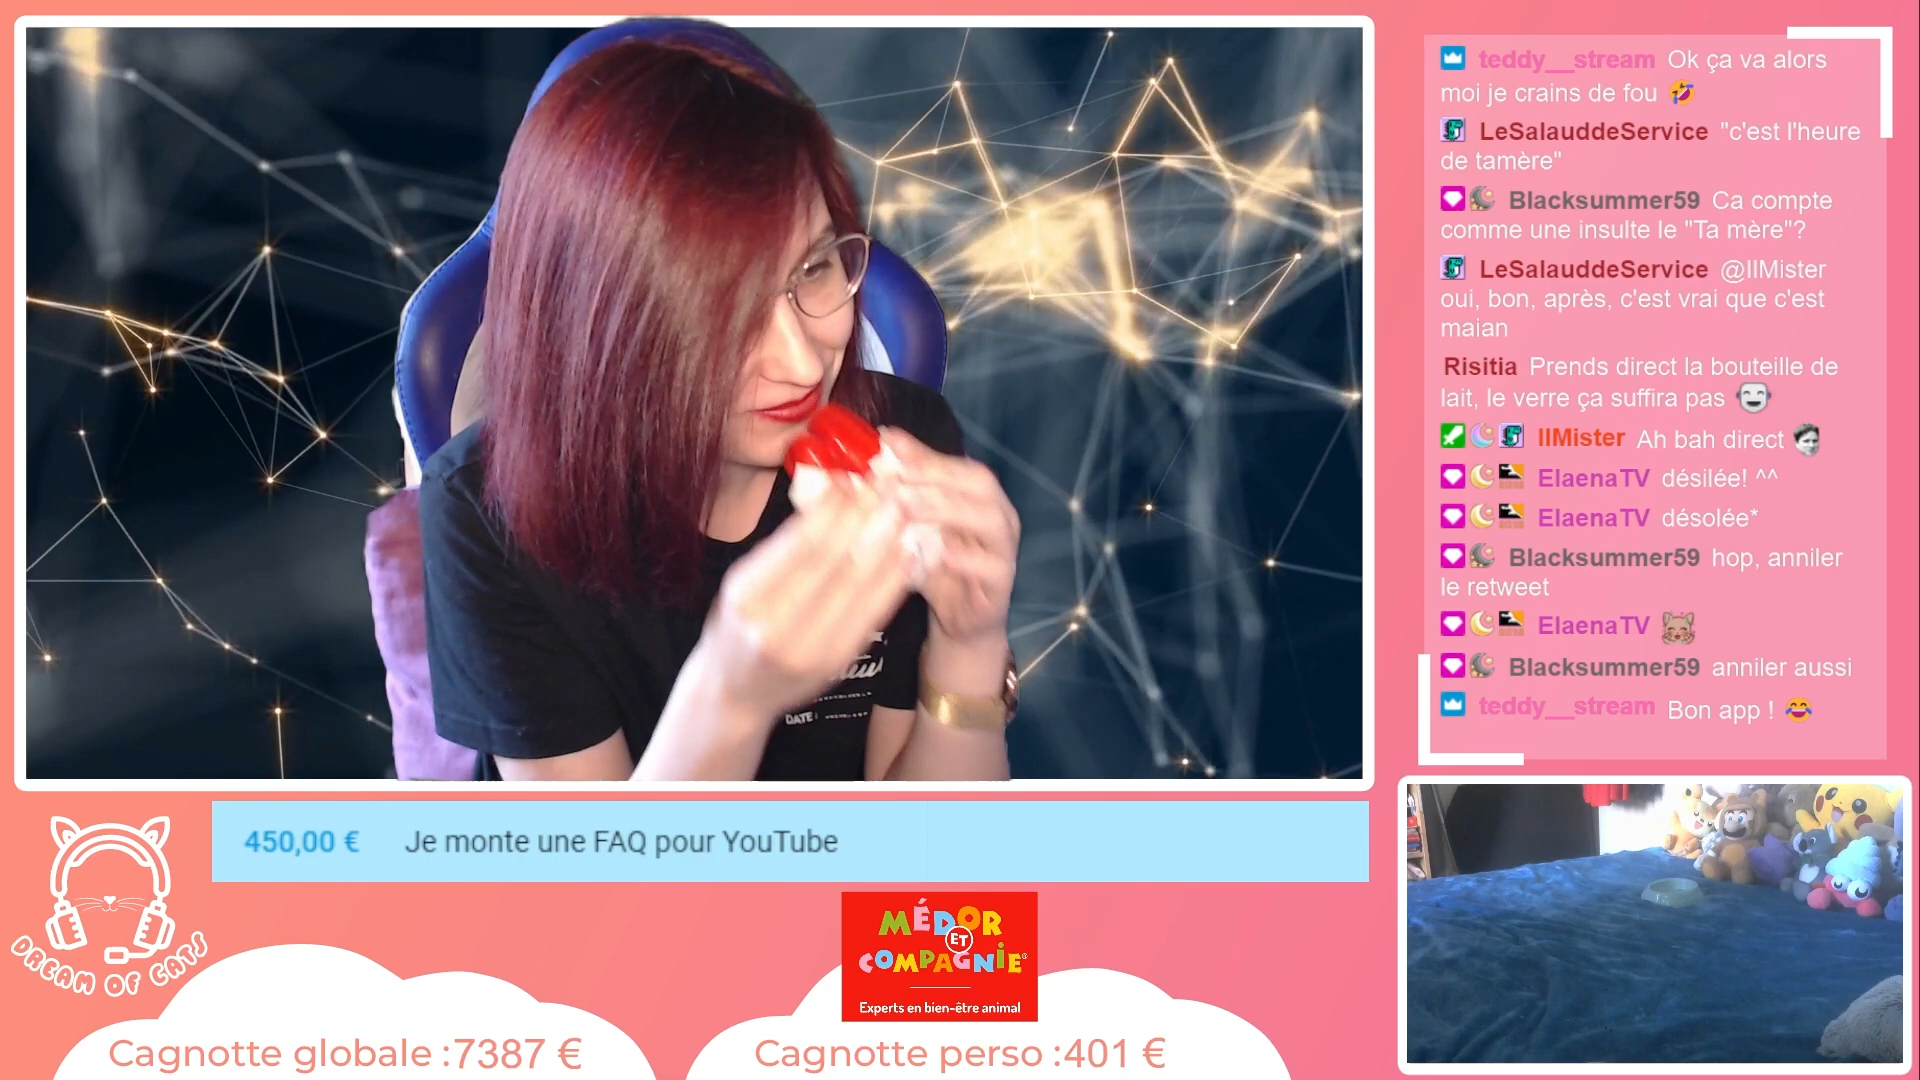 teddy__stream Ok ça va alors
moi je crains de fou
LeSalauddeService "c'est l'heure
de tamère"
Blacksummer59 Ca compte
comme une insulte le "Ta mère"?
LeSalauddeService @IlMister
oui, bon, après, c'est vrai que c'est
maian
Risitia Prends direct la bouteille de
lait, le verre ça suffira pas
IlMister Ah bah direct
ElaenaTV désilée! ^^
ElaenaTV désolée*
Blacksummer59 hop, anniler
le retweet
ElaenaTV
Blacksummer59 anniler aussi
teddy__stream Bon app !
DATE:
450,00 € Je monte une FAQ pour YouTube
DREAM OF CATS
MÉDOR
ET
COMPAGNIE®
Experts en bien-être animal
Cagnotte globale :7387 €
Cagnotte perso :401 €